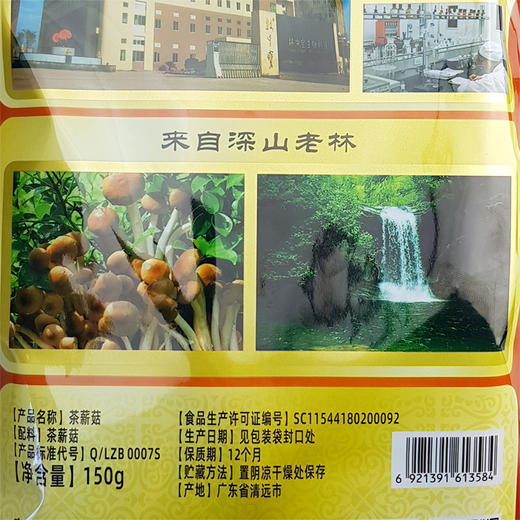 来自深山老林
【产品名称】茶薪菇
【配料】茶薪菇
【产品标准代号】Q/LZB 0007S
【净含量】150g
【食品生产许可证编号】SC11544180200092
【生产日期】见包装袋封口处
【保质期】12个月
【贮藏方法】置阴凉干燥处保存
【产地】广东省清远市
6 921391 613584